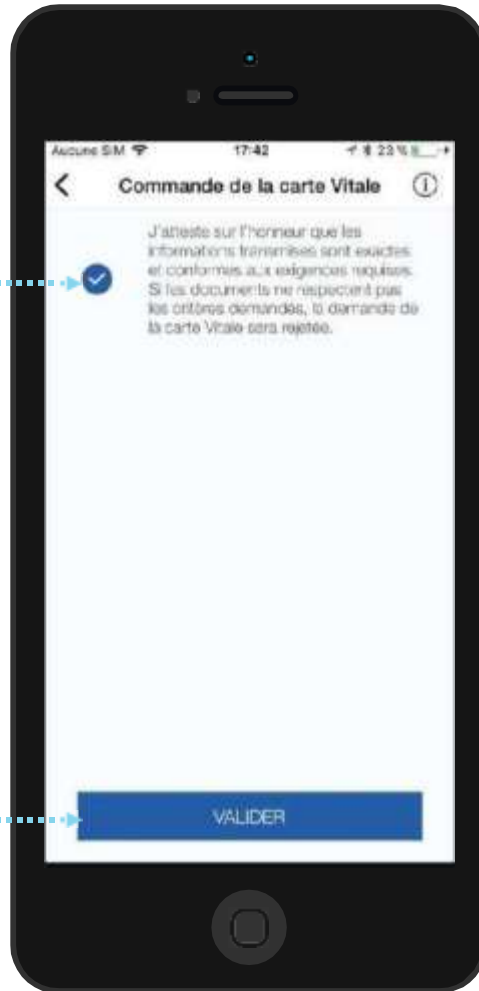 Aucune SIM 17:42 23 %
Commande de la carte Vitale
J'atteste sur l'honneur que les
informations transmises sont exactes
et conformes aux exigences requises.
Si les documents ne respectent pas
les critères demandés, la demande de
la carte Vitale sera rejetée.
VALIDER